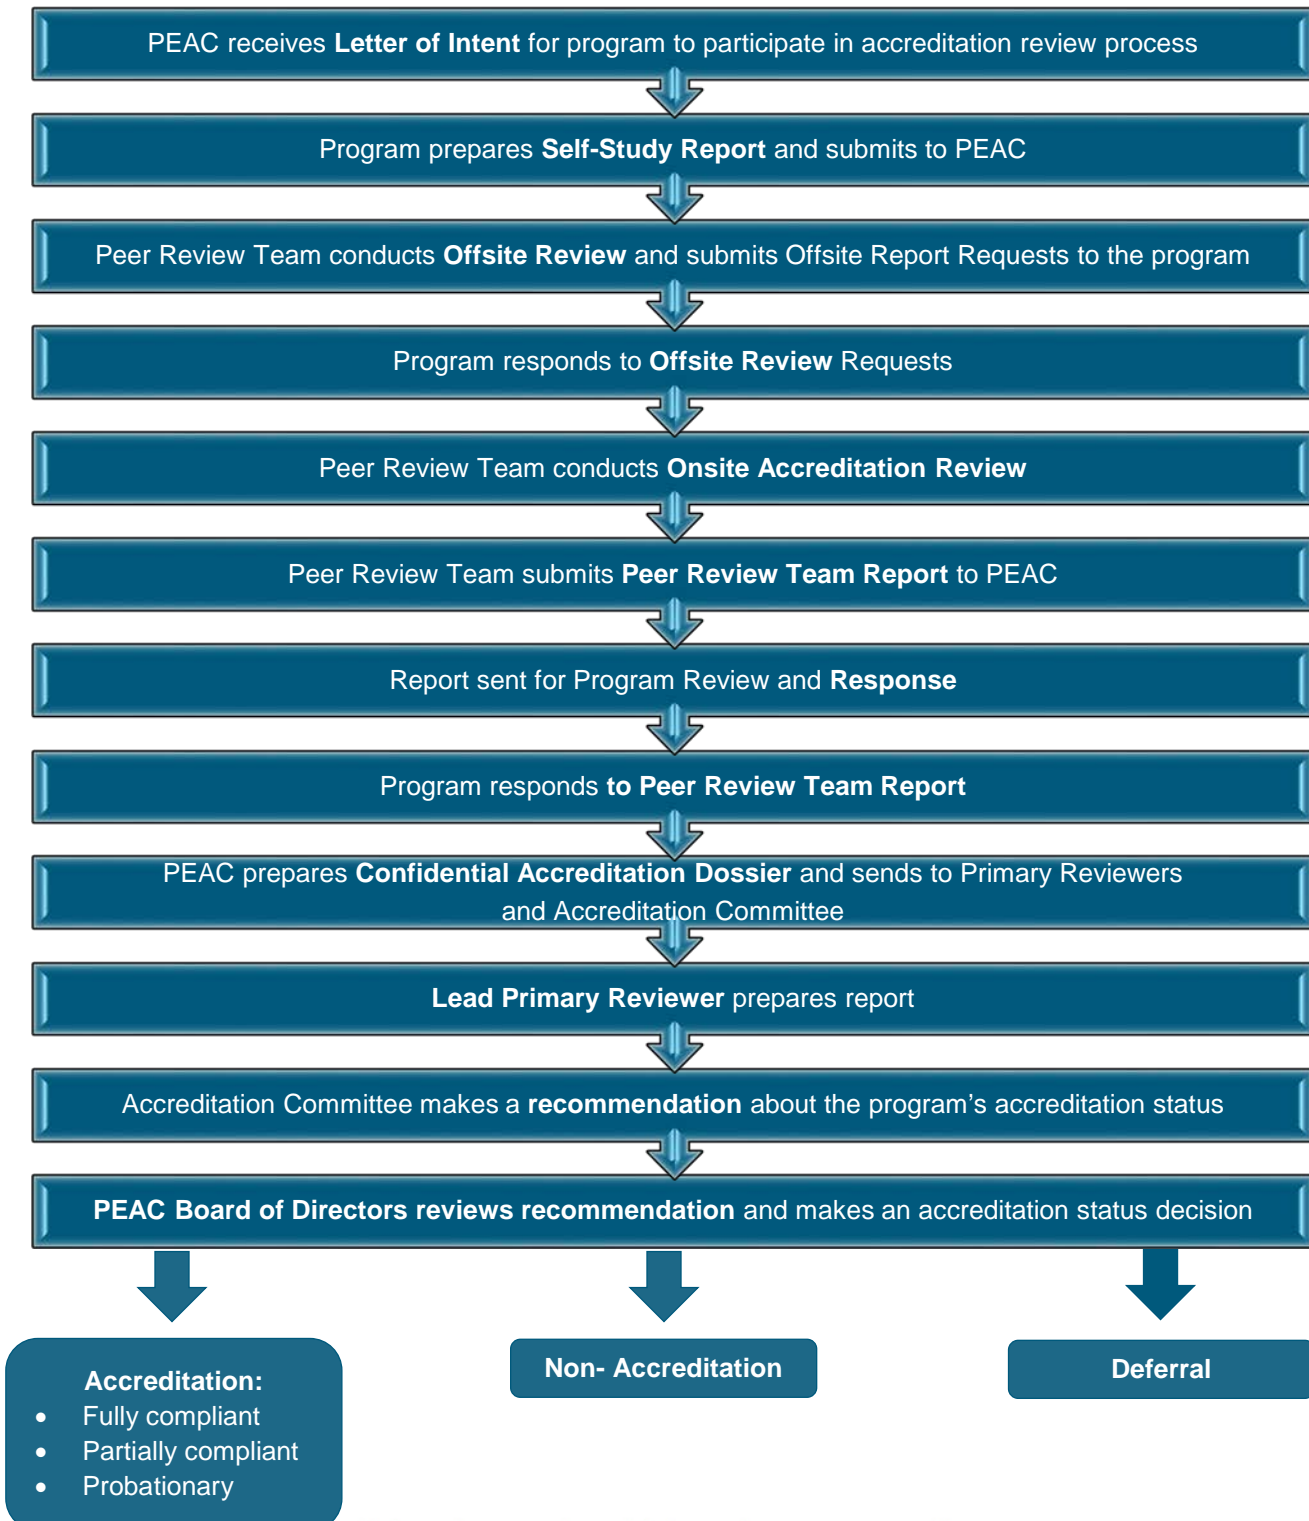 PEAC receives Letter of Intent for program to participate in accreditation review process
Program prepares Self-Study Report and submits to PEAC
Peer Review Team conducts Offsite Review and submits Offsite Report Requests to the program
Program responds to Offsite Review Requests
Peer Review Team conducts Onsite Accreditation Review
Peer Review Team submits Peer Review Team Report to PEAC
Report sent for Program Review and Response
Program responds to Peer Review Team Report
PEAC prepares Confidential Accreditation Dossier and sends to Primary Reviewers
and Accreditation Committee
Lead Primary Reviewer prepares report
Accreditation Committee makes a recommendation about the program’s accreditation status
PEAC Board of Directors reviews recommendation and makes an accreditation status decision
Accreditation:
• Fully compliant
• Partially compliant
• Probationary
Non- Accreditation
Deferral